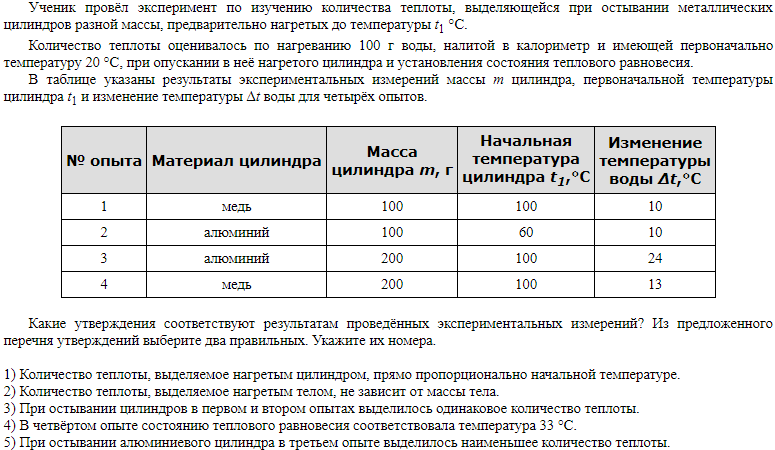 Ученик провёл эксперимент по изучению количества теплоты, выделяющейся при остывании металлических
цилиндров разной массы, предварительно нагретых до температуры t₁ °C.
Количество теплоты оценивалось по нагреванию 100 г воды, налитой в калориметр и имеющей первоначально
температуру 20 °C, при опускании в неё нагретого цилиндра и установления состояния теплового равновесия.
В таблице указаны результаты экспериментальных измерений массы m цилиндра, первоначальной температуры
цилиндра t₁ и изменение температуры Δt воды для четырёх опытов.
№ опыта Материал цилиндра Масса цилиндра m, г Начальная температура цилиндра t₁,°C Изменение температуры воды Δt,°C
1 медь 100 100 10
2 алюминий 100 60 10
3 алюминий 200 100 24
4 медь 200 100 13
Какие утверждения соответствуют результатам проведённых экспериментальных измерений? Из предложенного
перечня утверждений выберите два правильных. Укажите их номера.
1) Количество теплоты, выделяемое нагретым цилиндром, прямо пропорционально начальной температуре.
2) Количество теплоты, выделяемое нагретым телом, не зависит от массы тела.
3) При остывании цилиндров в первом и втором опытах выделилось одинаковое количество теплоты.
4) В четвёртом опыте состоянию теплового равновесия соответствовала температура 33 °C.
5) При остывании алюминиевого цилиндра в третьем опыте выделилось наименьшее количество теплоты.